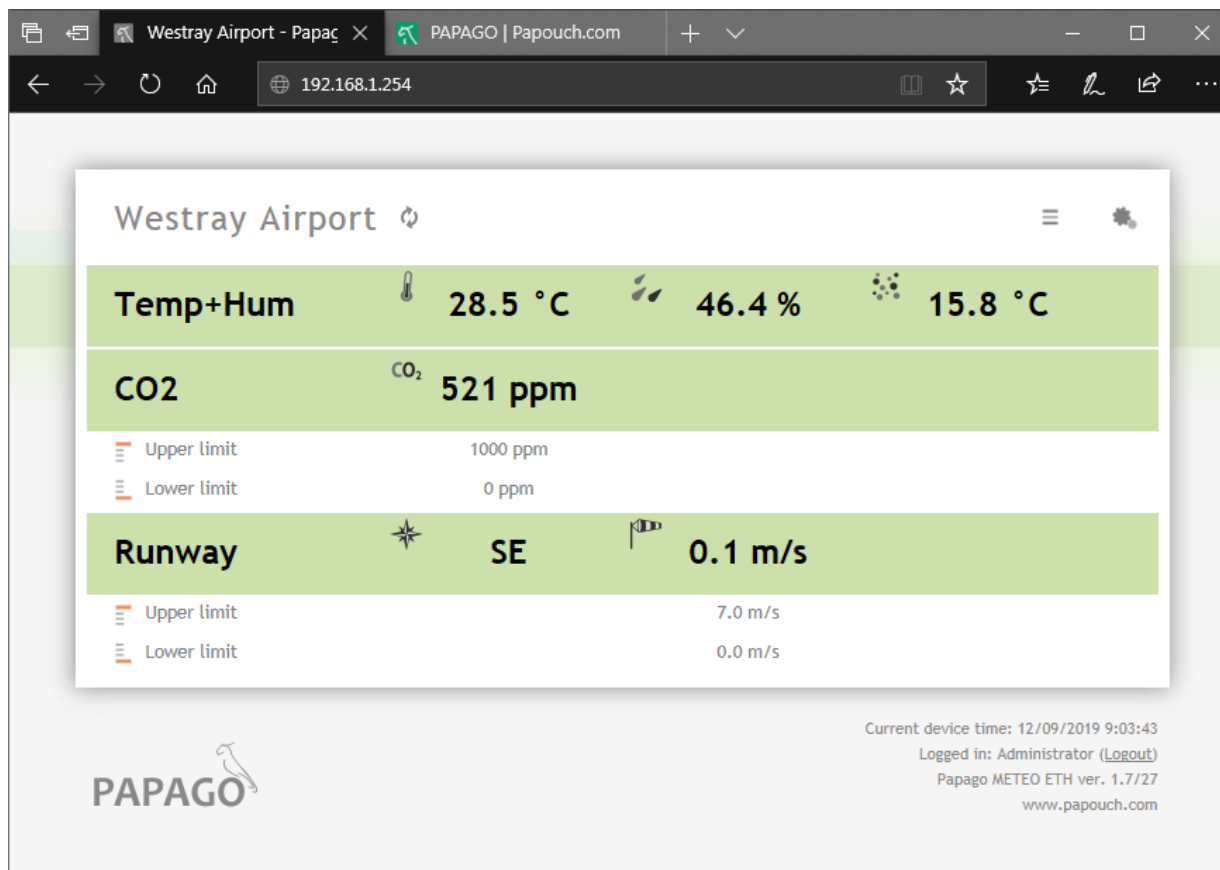 Westray Airport - Papag
PAPAGO | Papouch.com
192.168.1.254
Westray Airport
Temp+Hum 28.5 °C 46.4 % 15.8 °C
CO2 CO₂ 521 ppm
Upper limit 1000 ppm
Lower limit 0 ppm
Runway SE 0.1 m/s
Upper limit 7.0 m/s
Lower limit 0.0 m/s
Current device time: 12/09/2019 9:03:43
Logged in: Administrator (Logout)
Papago METEO ETH ver. 1.7/27
www.papouch.com
PAPAGO